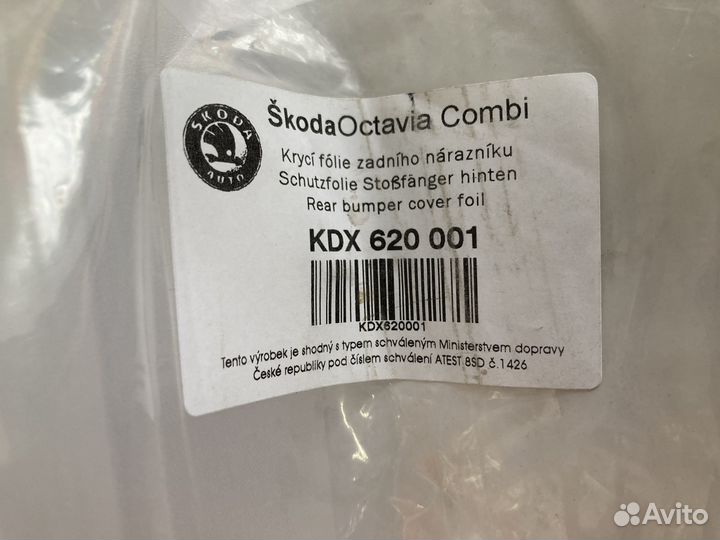 ŠkodaOctavia Combi
ŠKODA
AUTO
Krycí fólie zadního nárazníku
Schutzfolie Stoßfänger hinten
Rear bumper cover foil
KDX 620 001
KDX620001
Tento výrobek je shodný s typem schváleným Ministerstvem dopravy
České republiky pod číslem schválení ATEST 8SD č.1426
Avito